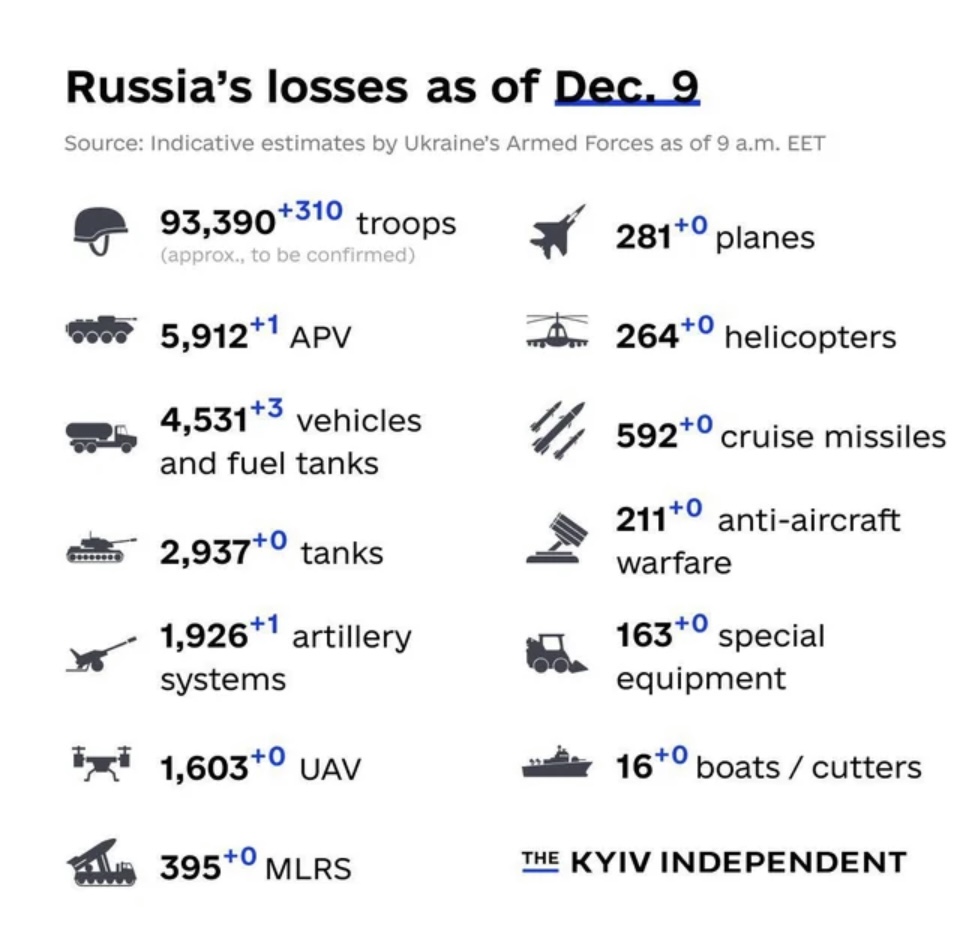 Russia's losses as of Dec. 9
Source: Indicative estimates by Ukraine's Armed Forces as of 9 a.m. EET
93,390+310 troops
(approx., to be confirmed)
5,912+1 APV
4,531+3 vehicles
and fuel tanks
2,937+0 tanks
1,926+1 artillery
systems
1,603+0 UAV
395+0 MLRS
281+0 planes
264+0 helicopters
592+0 cruise missiles
211+0 anti-aircraft
warfare
163+0 special
equipment
16+0 boats / cutters
THE KYIV INDEPENDENT